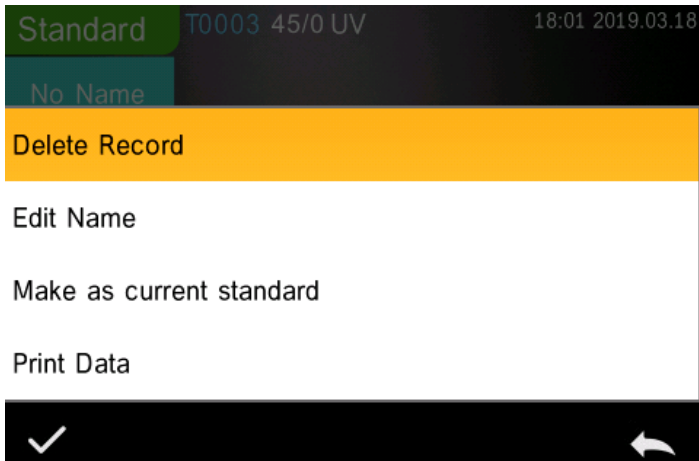 Standard T0003 45/0 UV 18:01 2019.03.18
No Name
Delete Record
Edit Name
Make as current standard
Print Data